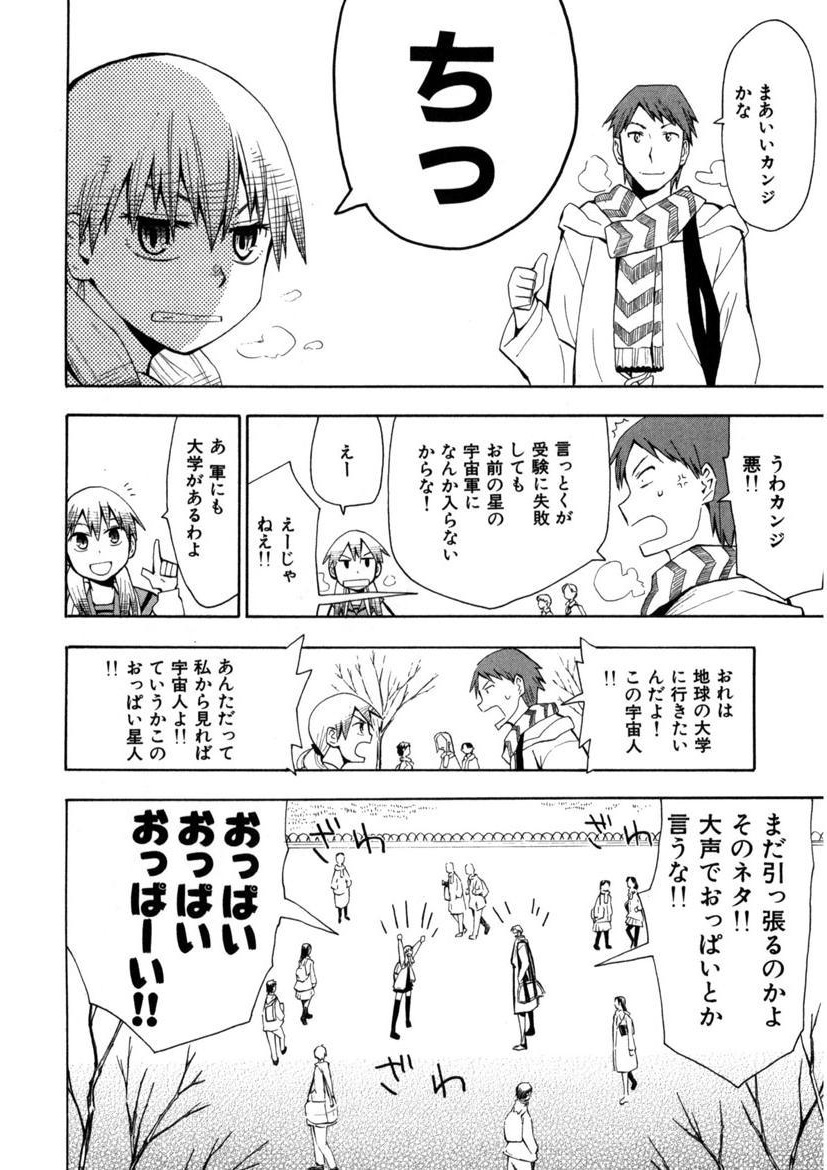 まあいいカンジ
かな
ちっ
うわカンジ
悪!!
言っとくが
受験に失敗
しても
お前の星の
宇宙軍に
なんか入らない
からな!
えー
えーじゃ
ねえ!!
あ 軍にも
大学があるわよ
おれは
地球の大学
に行きたい
んだよ!
この宇宙人
あんただって
私から見れば
宇宙人よ!!
ていうかこの
おっぱい星人
!!
まだ引っ張るのかよ
そのネタ!!
大声でおっぱいとか
言うな!!
おっぱい
おっぱい
おっぱーい!!
ざわ
ざわ
ざわ